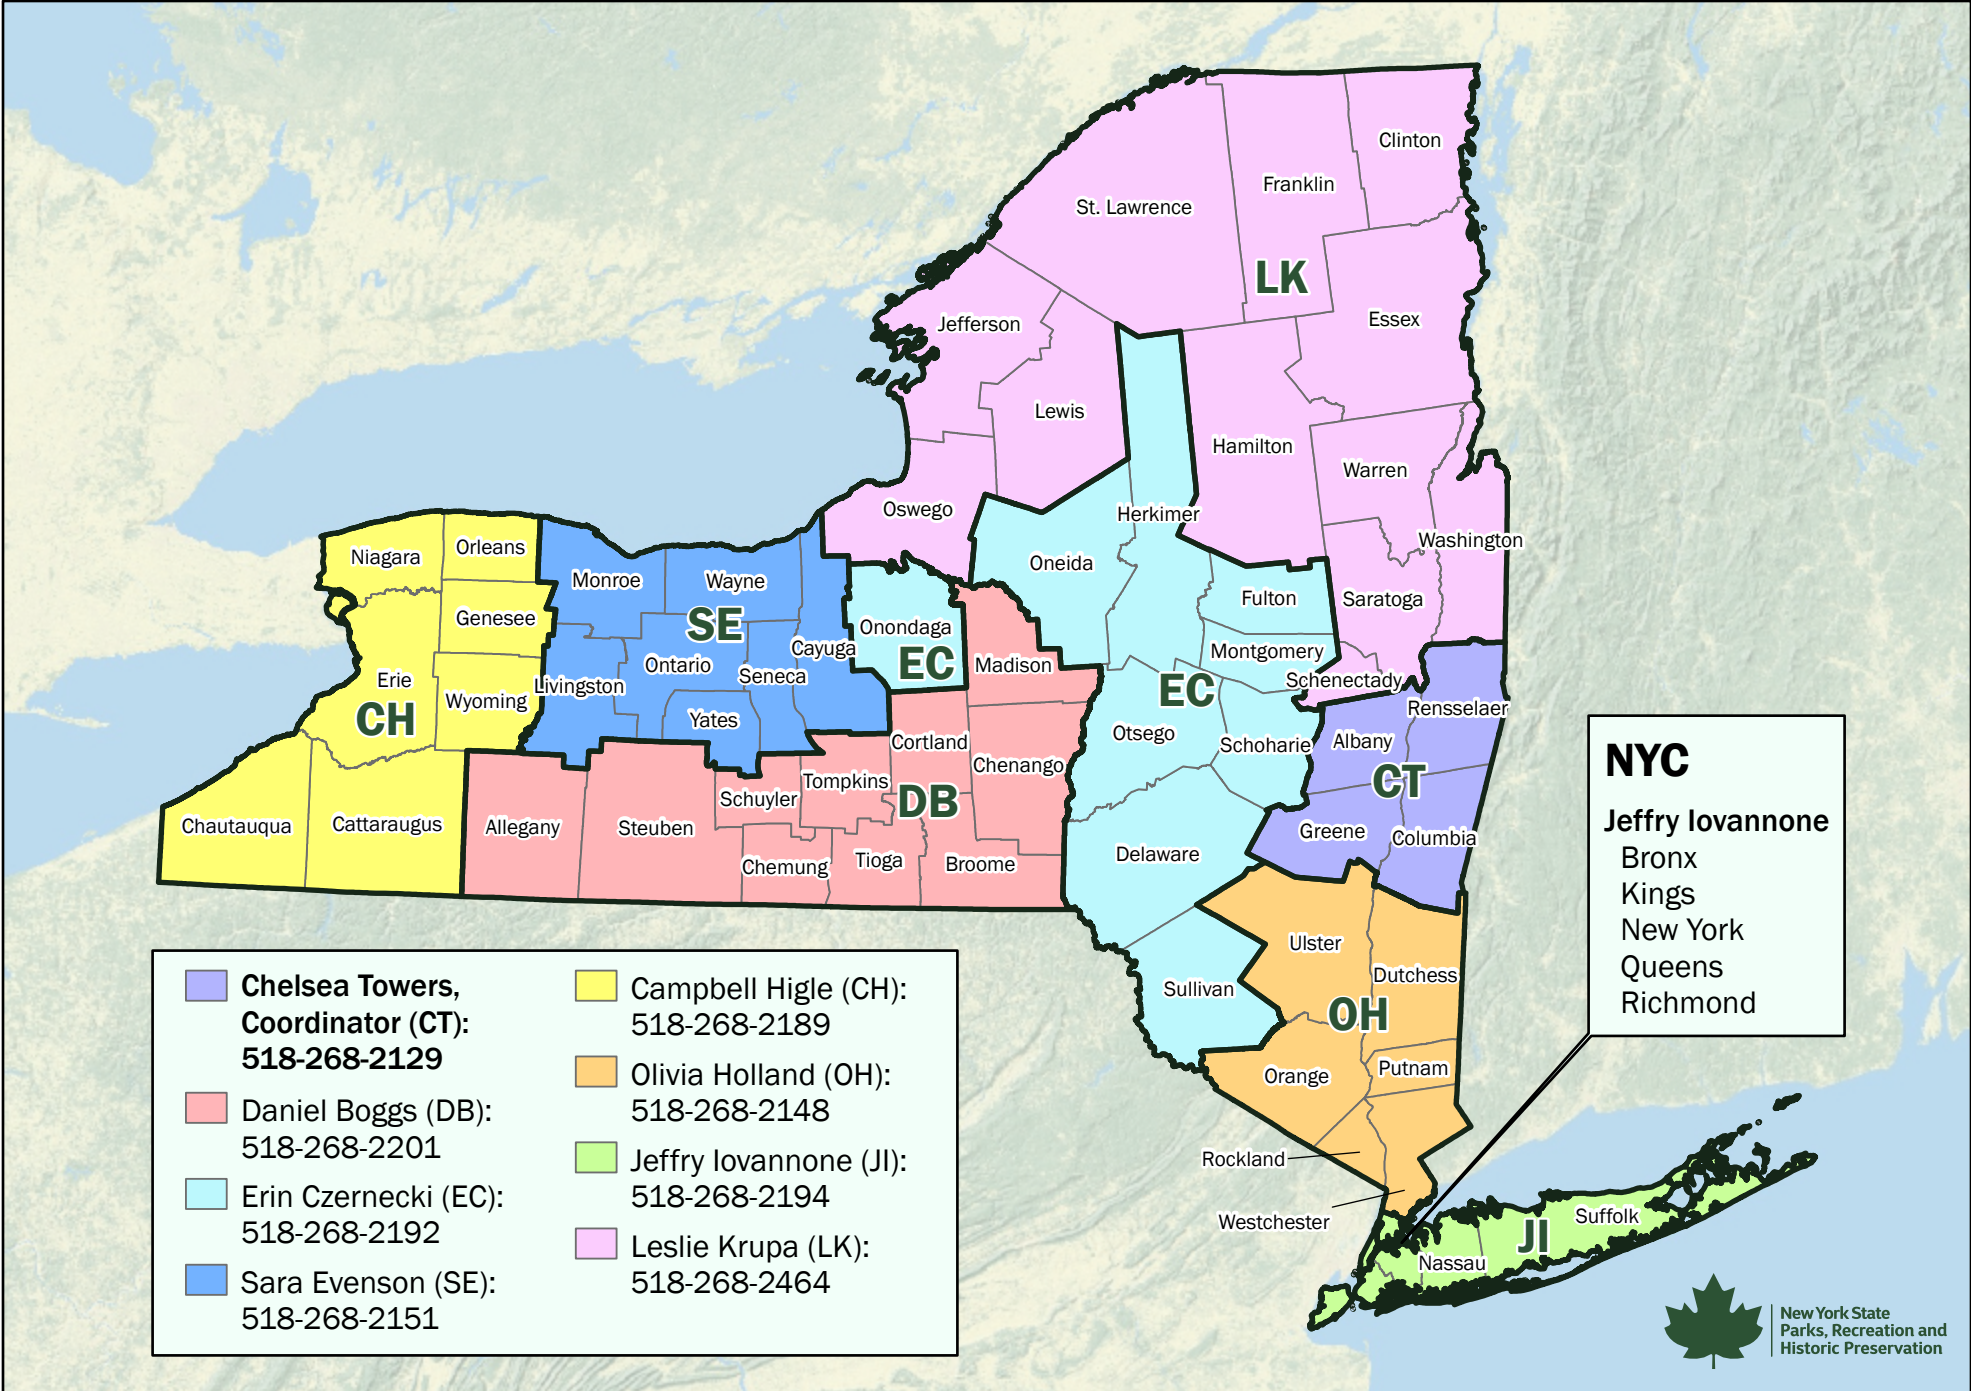 Clinton
Franklin
St. Lawrence
LK
Essex
Jefferson
Lewis
Hamilton
Warren
Oswego
Herkimer
Washington
Niagara
Orleans
Monroe
Wayne
Oneida
Fulton
Saratoga
Genesee
SE
Onondaga
EC
Cayuga
Madison
Montgomery
Ontario
Seneca
Schenectady
Erie
Livingston
EC
CH
Wyoming
Yates
Rensselaer
Cortland
Otsego
Schoharie
Albany
Chenango
Tompkins
CT
Schuyler
DB
Chautauqua
Cattaraugus
Allegany
Steuben
Greene
Columbia
Chemung
Tioga
Broome
Delaware
Ulster
Dutchess
Sullivan
OH
Orange
Putnam
Rockland
Westchester
Suffolk
JI
Nassau
NYC
Jeffry Iovannone
Bronx
Kings
New York
Queens
Richmond
Chelsea Towers,
Coordinator (CT):
518-268-2129
Daniel Boggs (DB):
518-268-2201
Erin Czernecki (EC):
518-268-2192
Sara Evenson (SE):
518-268-2151
Campbell Higle (CH):
518-268-2189
Olivia Holland (OH):
518-268-2148
Jeffry Iovannone (JI):
518-268-2194
Leslie Krupa (LK):
518-268-2464
New York State
Parks, Recreation and
Historic Preservation